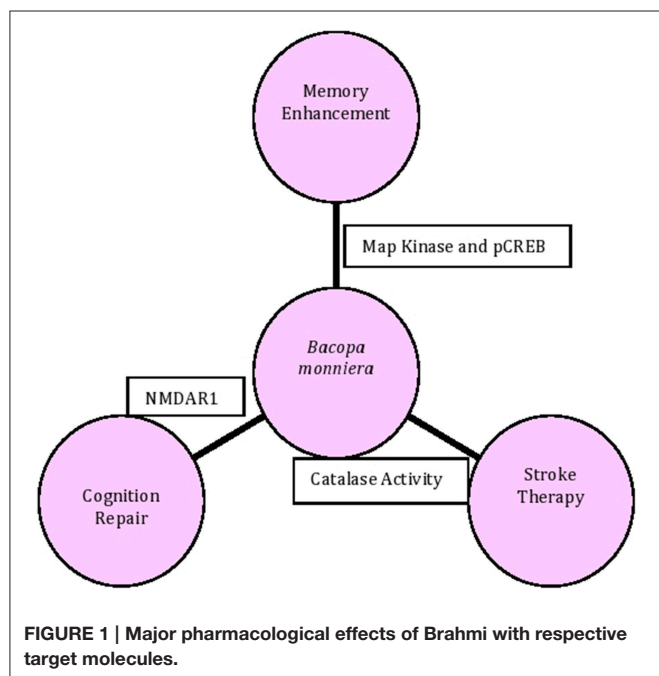 Memory
Enhancement
Map Kinase and pCREB
Bacopa
monniera
NMDAR1
Catalase Activity
Cognition
Repair
Stroke
Therapy
FIGURE 1 | Major pharmacological effects of Brahmi with respective
target molecules.